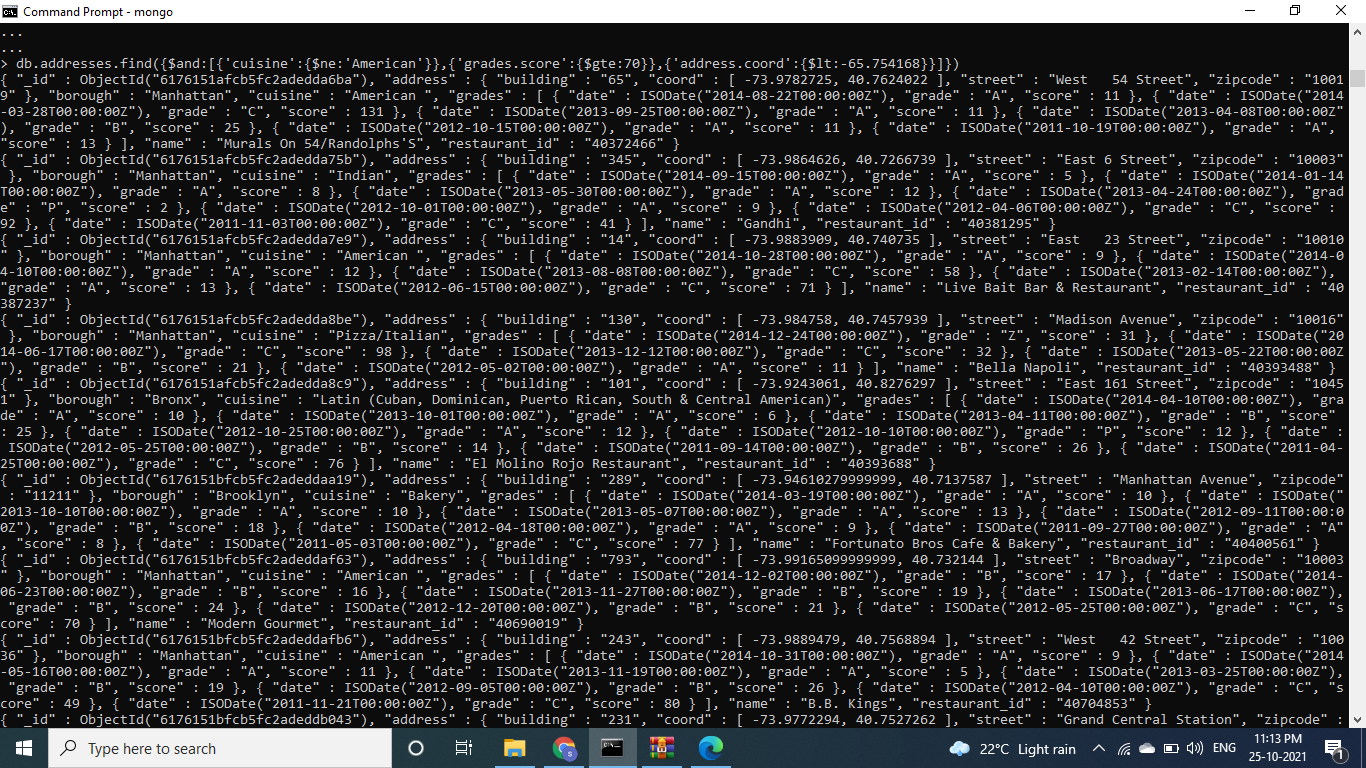 Command Prompt - mongo
...
...
> db.addresses.find({$and:[{'cuisine':{$ne:'American'}},{'grades.score':{$gte:70}},{'address.coord':{$lt:-65.754168}}]})
{ "_id" : ObjectId("6176151afcb5fc2adedda6ba"), "address" : { "building" : "65", "coord" : [ -73.9782725, 40.7624022 ], "street" : "West   54 Street", "zipcode" : "1001
9" }, "borough" : "Manhattan", "cuisine" : "American ", "grades" : [ { "date" : ISODate("2014-08-22T00:00:00Z"), "grade" : "A", "score" : 11 }, { "date" : ISODate("2014
-03-28T00:00:00Z"), "grade" : "C", "score" : 131 }, { "date" : ISODate("2013-09-25T00:00:00Z"), "grade" : "A", "score" : 11 }, { "date" : ISODate("2013-04-08T00:00:00Z"
), "grade" : "B", "score" : 25 }, { "date" : ISODate("2012-10-15T00:00:00Z"), "grade" : "A", "score" : 11 }, { "date" : ISODate("2011-10-19T00:00:00Z"), "grade" : "A",
"score" : 13 } ], "name" : "Murals On 54/Randolphs'S", "restaurant_id" : "40372466" }
{ "_id" : ObjectId("6176151afcb5fc2adedda75b"), "address" : { "building" : "345", "coord" : [ -73.9864626, 40.7266739 ], "street" : "East 6 Street", "zipcode" : "10003"
 }, "borough" : "Manhattan", "cuisine" : "Indian", "grades" : [ { "date" : ISODate("2014-09-15T00:00:00Z"), "grade" : "A", "score" : 5 }, { "date" : ISODate("2014-01-14
T00:00:00Z"), "grade" : "A", "score" : 8 }, { "date" : ISODate("2013-05-30T00:00:00Z"), "grade" : "A", "score" : 12 }, { "date" : ISODate("2013-04-24T00:00:00Z"), "grad
e" : "P", "score" : 2 }, { "date" : ISODate("2012-10-01T00:00:00Z"), "grade" : "A", "score" : 9 }, { "date" : ISODate("2012-04-06T00:00:00Z"), "grade" : "C", "score" :
92 }, { "date" : ISODate("2011-11-03T00:00:00Z"), "grade" : "C", "score" : 41 } ], "name" : "Gandhi", "restaurant_id" : "40381295" }
{ "_id" : ObjectId("6176151afcb5fc2adedda7e9"), "address" : { "building" : "14", "coord" : [ -73.9883909, 40.740735 ], "street" : "East   23 Street", "zipcode" : "10010
" }, "borough" : "Manhattan", "cuisine" : "American ", "grades" : [ { "date" : ISODate("2014-10-28T00:00:00Z"), "grade" : "A", "score" : 9 }, { "date" : ISODate("2014-0
4-10T00:00:00Z"), "grade" : "A", "score" : 12 }, { "date" : ISODate("2013-08-08T00:00:00Z"), "grade" : "C", "score" : 58 }, { "date" : ISODate("2013-02-14T00:00:00Z"),
"grade" : "A", "score" : 13 }, { "date" : ISODate("2012-06-15T00:00:00Z"), "grade" : "C", "score" : 71 } ], "name" : "Live Bait Bar & Restaurant", "restaurant_id" : "40
387237" }
{ "_id" : ObjectId("6176151afcb5fc2adedda8be"), "address" : { "building" : "130", "coord" : [ -73.984758, 40.7457939 ], "street" : "Madison Avenue", "zipcode" : "10016"
 }, "borough" : "Manhattan", "cuisine" : "Pizza/Italian", "grades" : [ { "date" : ISODate("2014-12-24T00:00:00Z"), "grade" : "Z", "score" : 31 }, { "date" : ISODate("20
14-06-17T00:00:00Z"), "grade" : "C", "score" : 98 }, { "date" : ISODate("2013-12-12T00:00:00Z"), "grade" : "C", "score" : 32 }, { "date" : ISODate("2013-05-22T00:00:00Z
"), "grade" : "B", "score" : 21 }, { "date" : ISODate("2012-05-02T00:00:00Z"), "grade" : "A", "score" : 11 } ], "name" : "Bella Napoli", "restaurant_id" : "40393488" }
{ "_id" : ObjectId("6176151afcb5fc2adedda8c9"), "address" : { "building" : "101", "coord" : [ -73.9243061, 40.8276297 ], "street" : "East 161 Street", "zipcode" : "1045
1" }, "borough" : "Bronx", "cuisine" : "Latin (Cuban, Dominican, Puerto Rican, South & Central American)", "grades" : [ { "date" : ISODate("2014-04-10T00:00:00Z"), "gra
de" : "A", "score" : 10 }, { "date" : ISODate("2013-10-01T00:00:00Z"), "grade" : "A", "score" : 6 }, { "date" : ISODate("2013-04-11T00:00:00Z"), "grade" : "B", "score"
: 25 }, { "date" : ISODate("2012-10-25T00:00:00Z"), "grade" : "A", "score" : 12 }, { "date" : ISODate("2012-10-10T00:00:00Z"), "grade" : "P", "score" : 12 }, { "date" :
 ISODate("2012-05-25T00:00:00Z"), "grade" : "B", "score" : 14 }, { "date" : ISODate("2011-09-14T00:00:00Z"), "grade" : "B", "score" : 26 }, { "date" : ISODate("2011-04-
25T00:00:00Z"), "grade" : "C", "score" : 76 } ], "name" : "El Molino Rojo Restaurant", "restaurant_id" : "40393688" }
{ "_id" : ObjectId("6176151afcb5fc2adeddaa19"), "address" : { "building" : "289", "coord" : [ -73.94610279999999, 40.7137587 ], "street" : "Manhattan Avenue", "zipcode"
 : "11211" }, "borough" : "Brooklyn", "cuisine" : "Bakery", "grades" : [ { "date" : ISODate("2014-03-19T00:00:00Z"), "grade" : "A", "score" : 10 }, { "date" : ISODate("
2013-10-10T00:00:00Z"), "grade" : "A", "score" : 10 }, { "date" : ISODate("2013-05-07T00:00:00Z"), "grade" : "A", "score" : 13 }, { "date" : ISODate("2012-09-11T00:00:0
0Z"), "grade" : "B", "score" : 18 }, { "date" : ISODate("2012-04-18T00:00:00Z"), "grade" : "A", "score" : 9 }, { "date" : ISODate("2011-09-27T00:00:00Z"), "grade" : "A"
, "score" : 8 }, { "date" : ISODate("2011-05-03T00:00:00Z"), "grade" : "C", "score" : 77 } ], "name" : "Fortunato Bros Cafe & Bakery", "restaurant_id" : "40400561" }
{ "_id" : ObjectId("6176151bfcb5fc2adeddaf63"), "address" : { "building" : "793", "coord" : [ -73.99165099999999, 40.732144 ], "street" : "Broadway", "zipcode" : "10003
" }, "borough" : "Manhattan", "cuisine" : "American ", "grades" : [ { "date" : ISODate("2014-12-02T00:00:00Z"), "grade" : "B", "score" : 17 }, { "date" : ISODate("2014-
06-23T00:00:00Z"), "grade" : "B", "score" : 16 }, { "date" : ISODate("2013-11-27T00:00:00Z"), "grade" : "B", "score" : 19 }, { "date" : ISODate("2013-06-17T00:00:00Z"),
 "grade" : "B", "score" : 24 }, { "date" : ISODate("2012-12-20T00:00:00Z"), "grade" : "B", "score" : 21 }, { "date" : ISODate("2012-05-25T00:00:00Z"), "grade" : "C", "s
core" : 70 } ], "name" : "Modern Gourmet", "restaurant_id" : "40690019" }
{ "_id" : ObjectId("6176151bfcb5fc2adeddafb6"), "address" : { "building" : "243", "coord" : [ -73.9889479, 40.7568894 ], "street" : "West   42 Street", "zipcode" : "100
36" }, "borough" : "Manhattan", "cuisine" : "American ", "grades" : [ { "date" : ISODate("2014-10-31T00:00:00Z"), "grade" : "A", "score" : 9 }, { "date" : ISODate("2014
-05-16T00:00:00Z"), "grade" : "A", "score" : 11 }, { "date" : ISODate("2013-11-19T00:00:00Z"), "grade" : "A", "score" : 5 }, { "date" : ISODate("2013-03-25T00:00:00Z"),
 "grade" : "B", "score" : 19 }, { "date" : ISODate("2012-09-05T00:00:00Z"), "grade" : "B", "score" : 26 }, { "date" : ISODate("2012-04-10T00:00:00Z"), "grade" : "C", "s
core" : 49 }, { "date" : ISODate("2011-11-21T00:00:00Z"), "grade" : "C", "score" : 80 } ], "name" : "B.B. Kings", "restaurant_id" : "40704853" }
{ "_id" : ObjectId("6176151bfcb5fc2adeddb043"), "address" : { "building" : "231", "coord" : [ -73.9772294, 40.7527262 ], "street" : "Grand Central Station", "zipcode" :
Type here to search
22°C Light rain
ENG
11:13 PM
25-10-2021
1